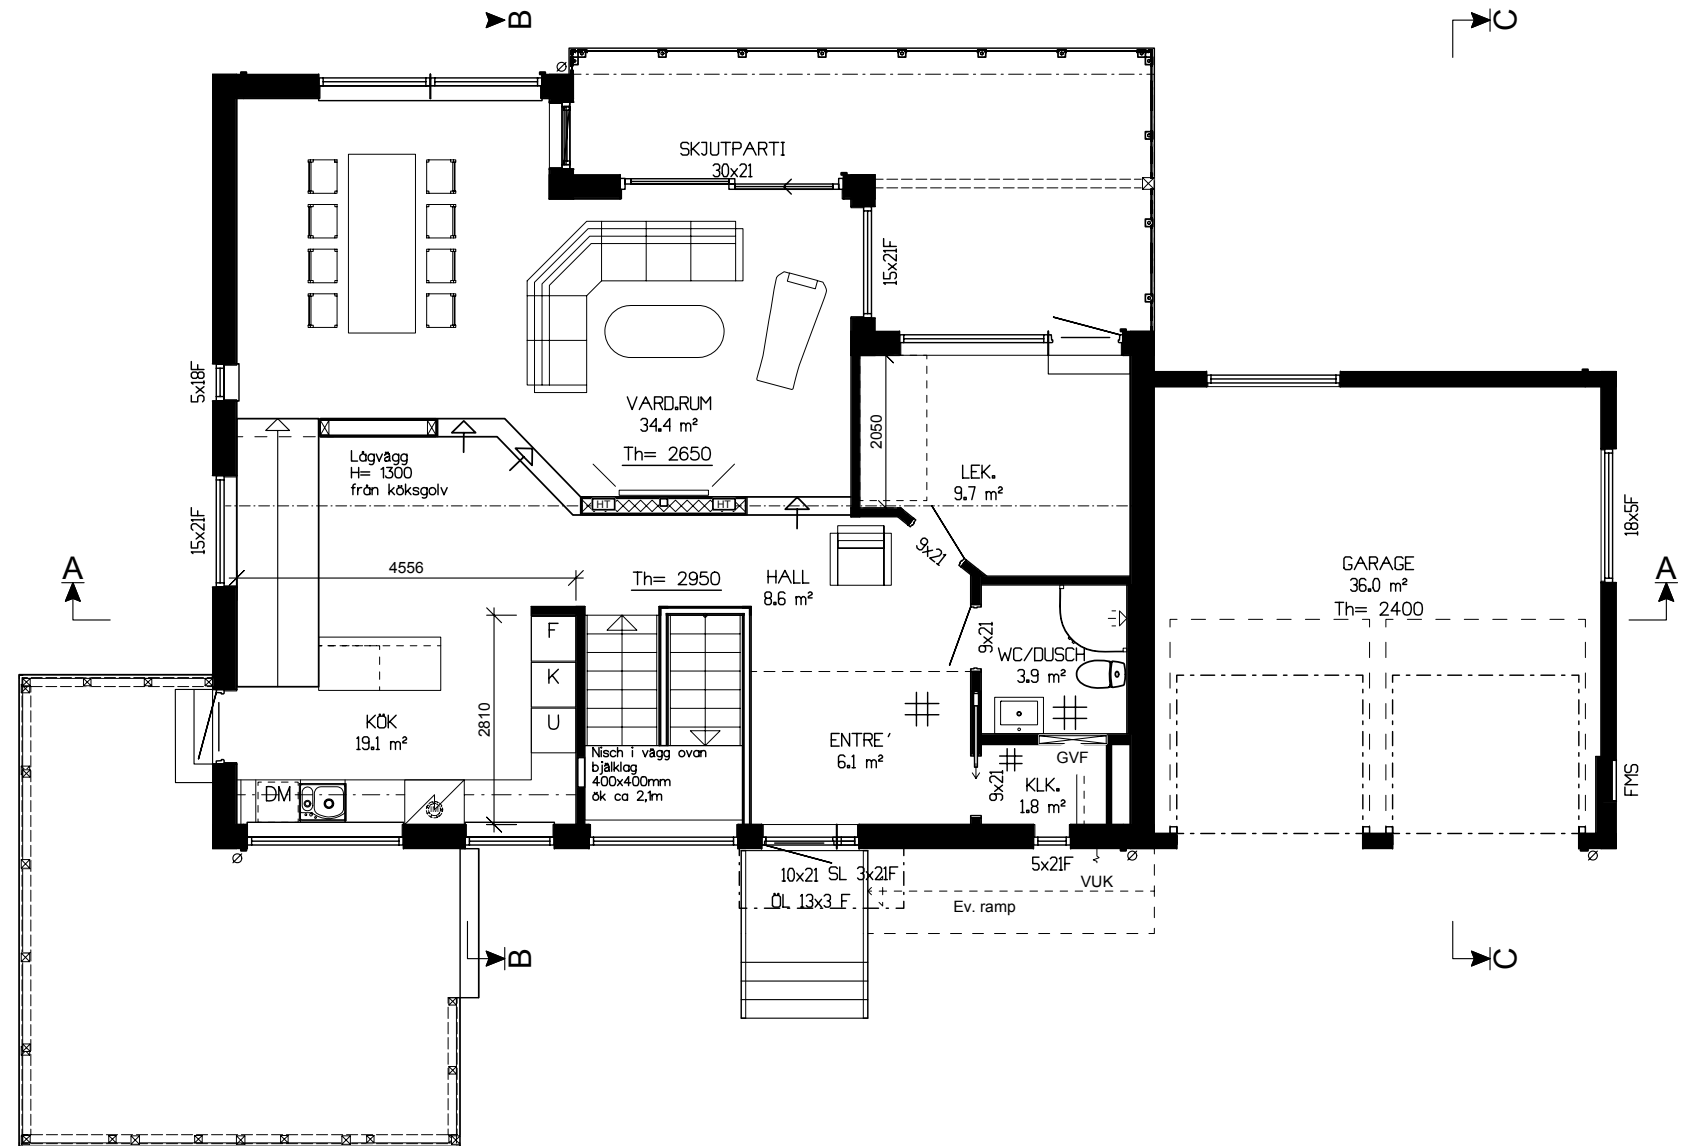 B
C
SKJUTPARTI
30x21
15x21F
5x18F
VARD.RUM
34.4 m²
Th= 2650
Lågvägg
H= 1300
från köksgolv
HT
HT
2050
LEK.
9.7 m²
9x21
15x21F
18x5F
A
4556
Th= 2950
HALL
8.6 m²
GARAGE
36.0 m²
Th= 2400
A
F
K
U
2810
9x21
WC/DUSCH
3.9 m²
KÖK
19.1 m²
Nisch i vägg ovan
bjälklag
400x400mm
ök ca 2,1m
ENTRE´
6.1 m²
GVF
9x21
KLK.
1.8 m²
FMS
DM
10x21 SL 3x21F
ÖL 13x3 F
5x21F
VUK
Ev. ramp
B
C